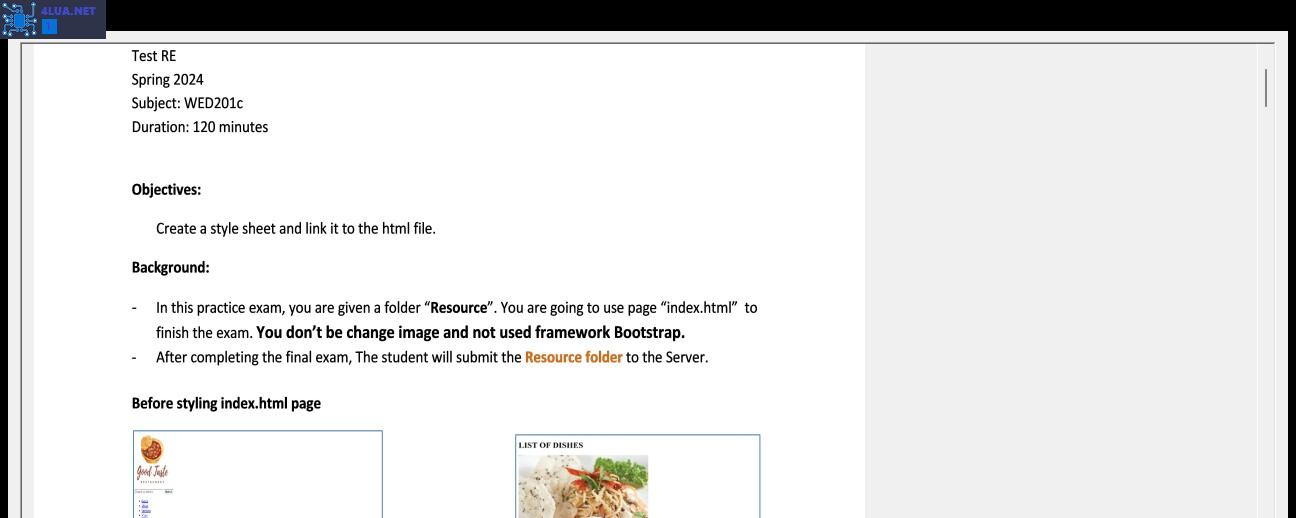 4LUA.NET
Test RE
Spring 2024
Subject: WED201c
Duration: 120 minutes
Objectives:
Create a style sheet and link it to the html file.
Background:
- In this practice exam, you are given a folder “Resource”. You are going to use page “index.html” to
finish the exam. You don’t be change image and not used framework Bootstrap.
- After completing the final exam, The student will submit the Resource folder to the Server.
Before styling index.html page
Good Taste
RESTAURANT
LIST OF DISHES